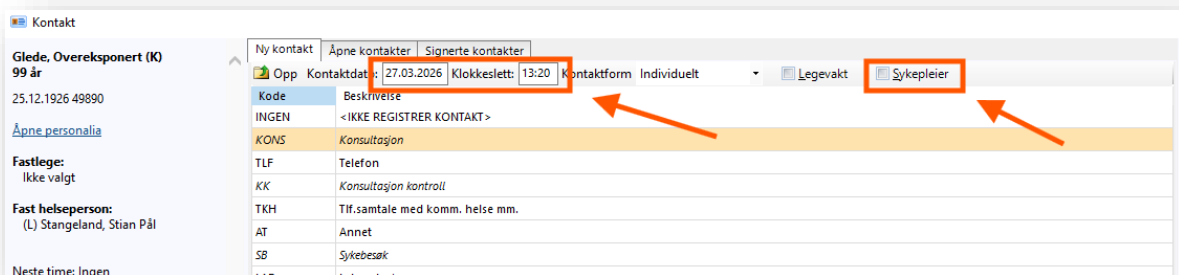 Kontakt
Glede, Overeksponert (K)
99 år
25.12.1926 49890
Åpne personalia
Fastlege:
Ikke valgt
Fast helseperson:
(L) Stangeland, Stian Pål
Neste time: Ingen
Ny kontakt Åpne kontakter Signerte kontakter
Opp Kontaktdato: 27.03.2026 Klokkeslett: 13:20 Kontaktform Individuelt Legevakt Sykepleier
Kode Beskrivelse
INGEN <IKKE REGISTRER KONTAKT>
KONS Konsultasjon
TLF Telefon
KK Konsultasjon kontroll
TKH Tlf.samtale med komm. helse mm.
AT Annet
SB Sykebesøk